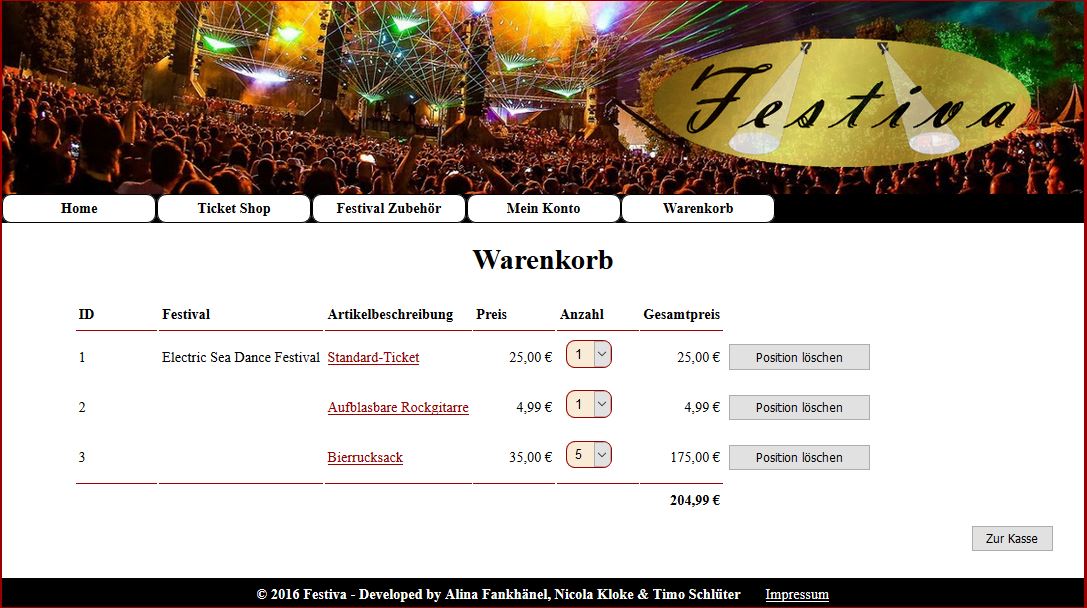 Festiva
Home Ticket Shop Festival Zubehör Mein Konto Warenkorb
Warenkorb
ID Festival Artikelbeschreibung Preis Anzahl Gesamtpreis
1 Electric Sea Dance Festival Standard-Ticket 25,00 € 1 25,00 € Position löschen
2 Aufblasbare Rockgitarre 4,99 € 1 4,99 € Position löschen
3 Bierrucksack 35,00 € 5 175,00 € Position löschen
204,99 €
Zur Kasse
© 2016 Festiva - Developed by Alina Fankhänel, Nicola Kloke & Timo Schlüter Impressum